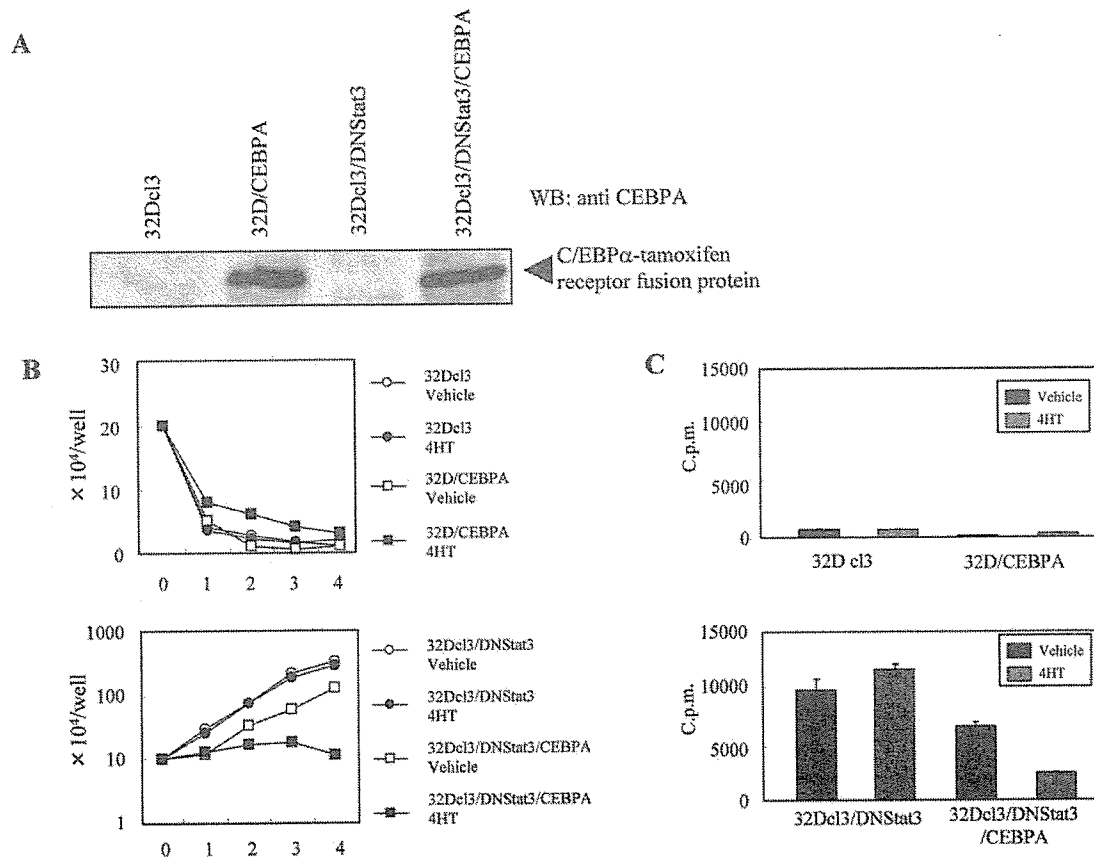 A
32Dcl3
32D/CEBPA
32Dcl3/DNStat3
32Dcl3/DNStat3/CEBPA
WB: anti CEBPA
C/EBPα-tamoxifen
receptor fusion protein
B
× 10⁴/well
30
20
10
0
0 1 2 3 4
32Dcl3
Vehicle
32Dcl3
4HT
32D/CEBPA
Vehicle
32D/CEBPA
4HT
× 10⁴/well
1000
100
10
1
0 1 2 3 4
32Dcl3/DNStat3
Vehicle
32Dcl3/DNStat3
4HT
32Dcl3/DNStat3/CEBPA
Vehicle
32Dcl3/DNStat3/CEBPA
4HT
C
C.p.m.
15000
10000
5000
0
Vehicle
4HT
32D cl3
32D/CEBPA
C.p.m.
15000
10000
5000
0
Vehicle
4HT
32Dcl3/DNStat3
32Dcl3/DNStat3
/CEBPA